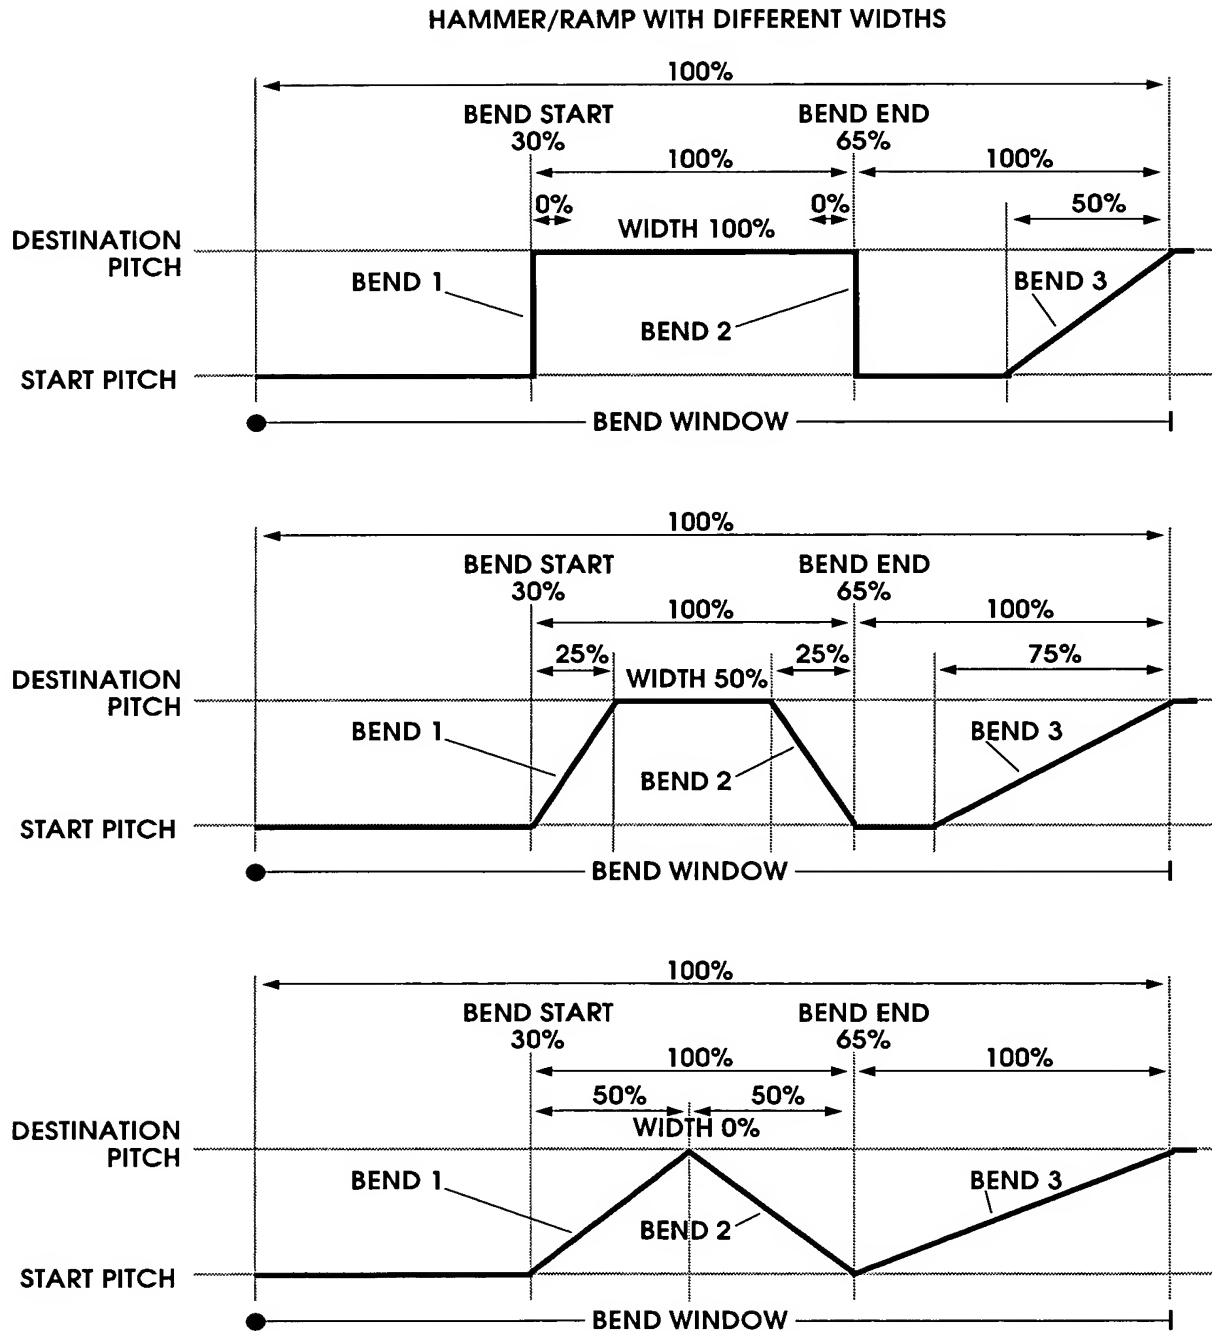 HAMMER/RAMP WITH DIFFERENT WIDTHS
100%
BEND START
30%
BEND END
65%
100%
100%
0%
0%
50%
WIDTH 100%
DESTINATION
PITCH
BEND 1
BEND 2
BEND 3
START PITCH
BEND WINDOW
100%
BEND START
30%
BEND END
65%
100%
100%
25%
25%
75%
WIDTH 50%
DESTINATION
PITCH
BEND 1
BEND 2
BEND 3
START PITCH
BEND WINDOW
100%
BEND START
30%
BEND END
65%
100%
100%
50%
50%
WIDTH 0%
DESTINATION
PITCH
BEND 1
BEND 2
BEND 3
START PITCH
BEND WINDOW